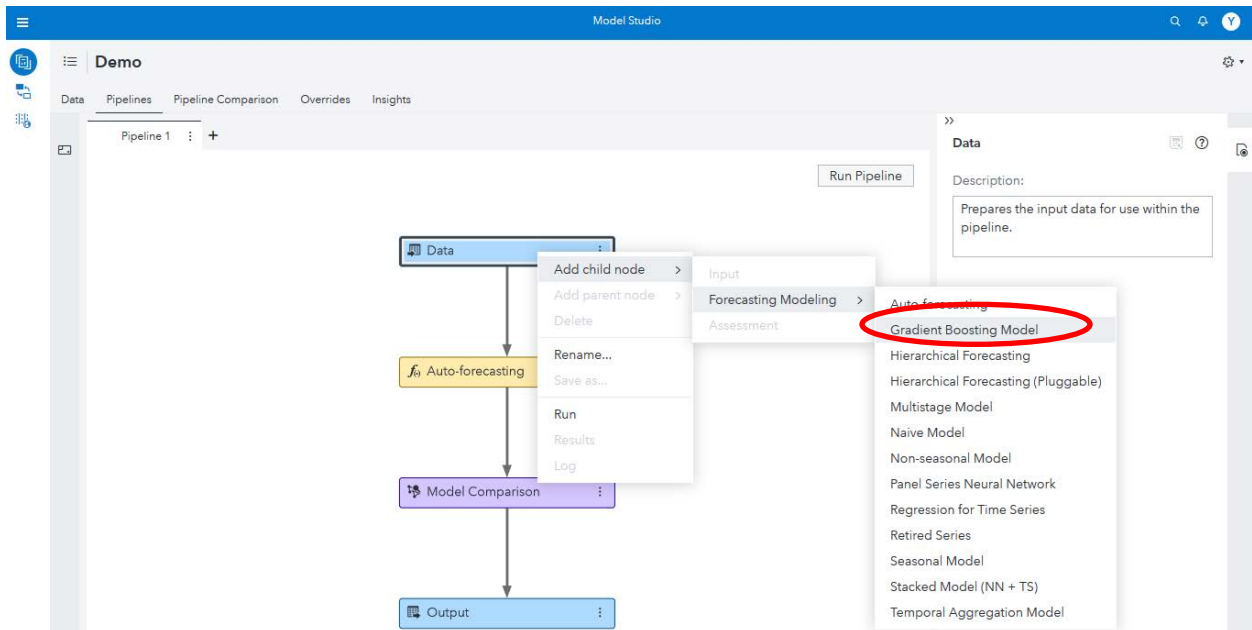 Model Studio
Y
Demo
Data Pipelines Pipeline Comparison Overrides Insights
Pipeline 1
Run Pipeline
Data
Description:
Prepares the input data for use within the
pipeline.
Data
Add child node
Add parent node
Delete
Rename...
Save as...
Run
Results
Log
Input
Forecasting Modeling
Assessment
Auto-forecasting
Gradient Boosting Model
Hierarchical Forecasting
Hierarchical Forecasting (Pluggable)
Multistage Model
Naive Model
Non-seasonal Model
Panel Series Neural Network
Regression for Time Series
Retired Series
Seasonal Model
Stacked Model (NN + TS)
Temporal Aggregation Model
Auto-forecasting
Model Comparison
Output